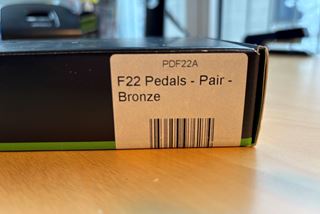 PDF22A
F22 Pedals - Pair -
Bronze